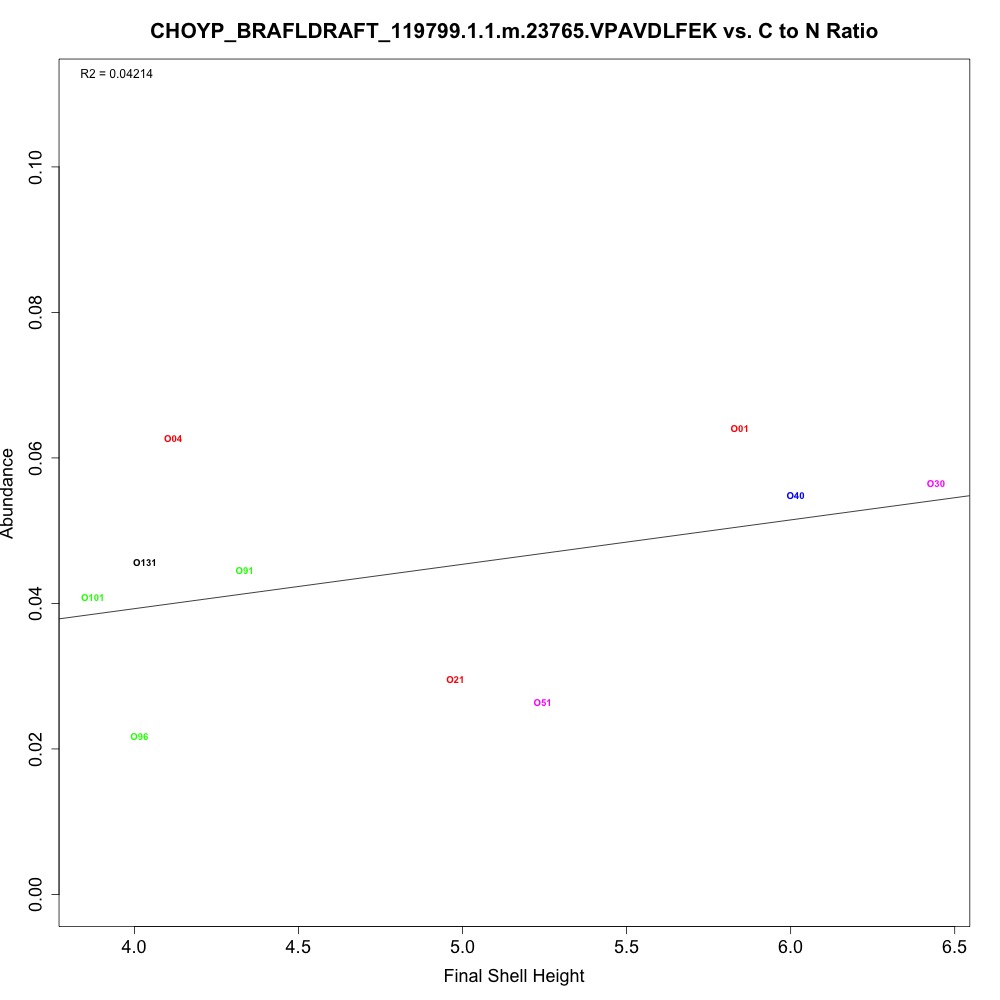 CHOYP_BRAFLDRAFT_119799.1.1.m.23765.VPAVDLFEK vs. C to N Ratio
R2 = 0.04214
0.10
0.08
0.06
0.04
0.02
0.00
Abundance
O04
O01
O30
O40
O131
O91
O101
O21
O51
O96
4.0 4.5 5.0 5.5 6.0 6.5
Final Shell Height